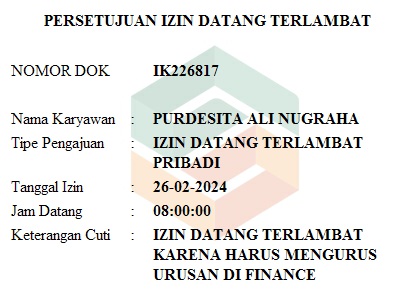 PERSETUJUAN IZIN DATANG TERLAMBAT
NOMOR DOK IK226817
Nama Karyawan : PURDESITA ALI NUGRAHA
Tipe Pengajuan : IZIN DATANG TERLAMBAT
PRIBADI
Tanggal Izin : 26-02-2024
Jam Datang : 08:00:00
Keterangan Cuti : IZIN DATANG TERLAMBAT
KARENA HARUS MENGURUS
URUSAN DI FINANCE